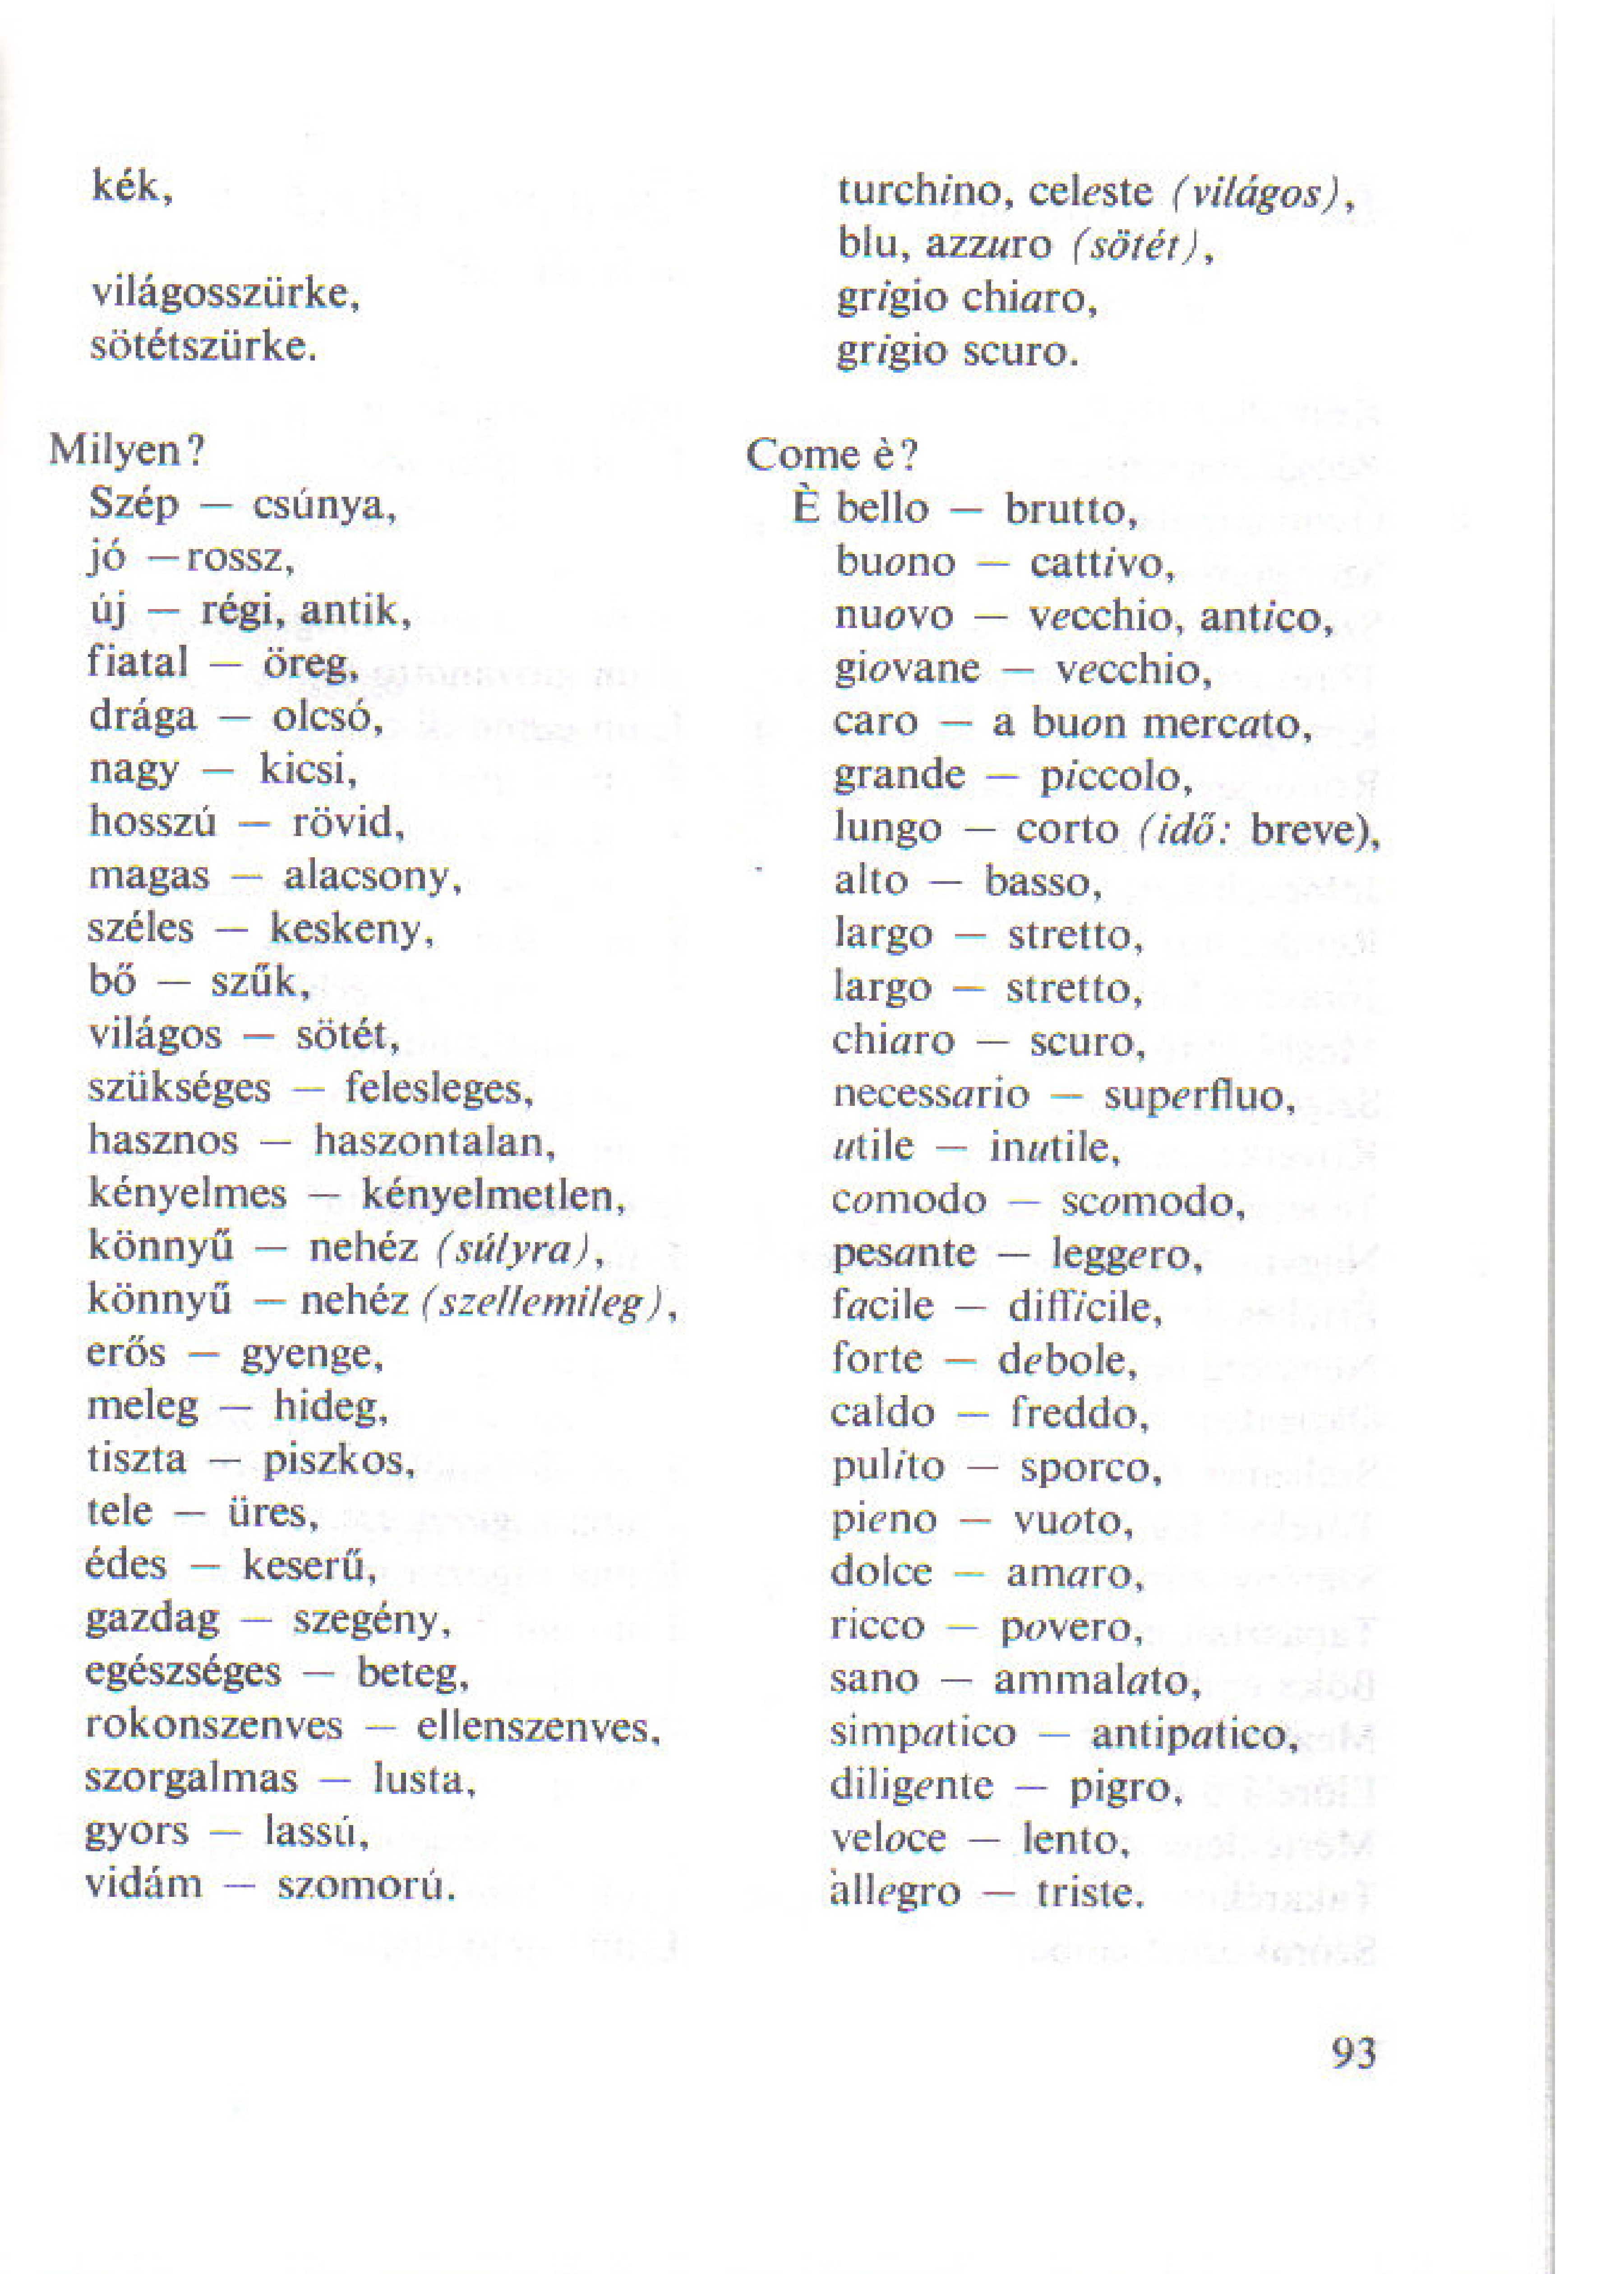 kék,
turchino, celeste (világos),
blu, azzuro (sötét),
világosszürke,
grigio chiaro,
sötétszürke.
grigio scuro.
Milyen?
Come è?
Szép — csúnya,
È bello — brutto,
jó — rossz,
buono — cattivo,
új — régi, antik,
nuovo — vecchio, antico,
fiatal — öreg,
giovane — vecchio,
drága — olcsó,
caro — a buon mercato,
nagy — kicsi,
grande — piccolo,
hosszú — rövid,
lungo — corto (idő: breve),
magas — alacsony,
alto — basso,
széles — keskeny,
largo — stretto,
bő — szűk,
largo — stretto,
világos — sötét,
chiaro — scuro,
szükséges — felesleges,
necessario — superfluo,
hasznos — haszontalan,
utile — inutile,
kényelmes — kényelmetlen,
comodo — scomodo,
könnyű — nehéz (súlyra),
pesante — leggero,
könnyű — nehéz (szellemileg),
facile — difficile,
erős — gyenge,
forte — debole,
meleg — hideg,
caldo — freddo,
tiszta — piszkos,
pulito — sporco,
tele — üres,
pieno — vuoto,
édes — keserű,
dolce — amaro,
gazdag — szegény,
ricco — povero,
egészséges — beteg,
sano — ammalato,
rokonszenves — ellenszenves,
simpatico — antipatico,
szorgalmas — lusta,
diligente — pigro,
gyors — lassú,
veloce — lento,
vidám — szomorú.
allegro — triste.
93